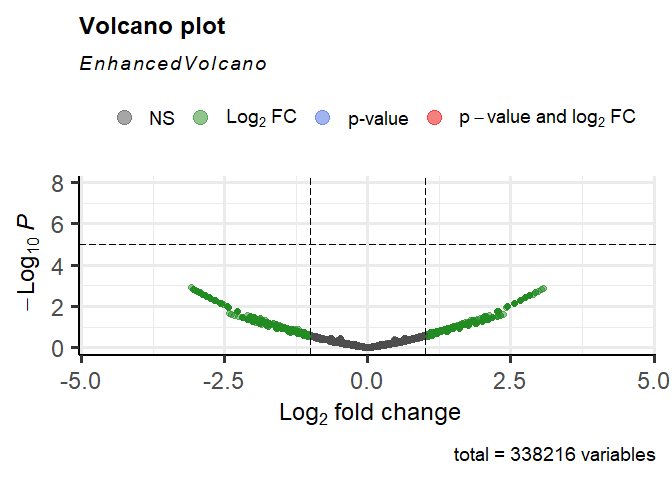 Volcano plot
EnhancedVolcano
NS Log₂ FC p-value p−value and log₂ FC
8
6
4
2
0
−Log₁₀ P
-5.0 -2.5 0.0 2.5 5.0
Log₂ fold change
total = 338216 variables